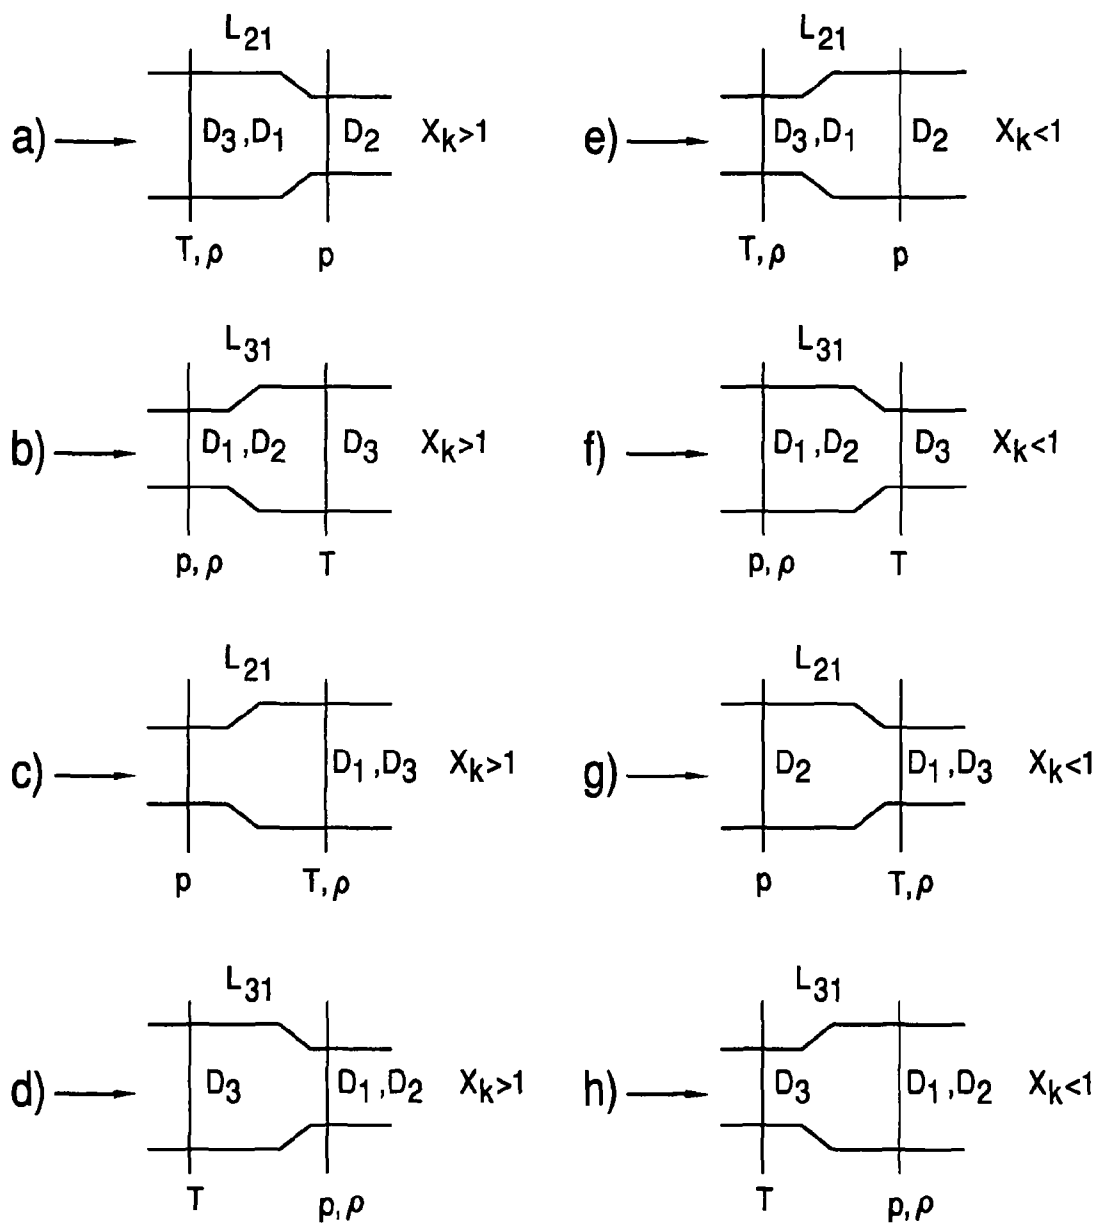 L21
a) D3 ,D1 D2 Xk>1
T, ρ p
L21
e) D3 ,D1 D2 Xk<1
T, ρ p
L31
b) D1 ,D2 D3 Xk>1
p, ρ T
L31
f) D1 ,D2 D3 Xk<1
p, ρ T
L21
c) D1 ,D3 Xk>1
p T, ρ
L21
g) D2 D1 ,D3 Xk<1
p T, ρ
L31
d) D3 D1 ,D2 Xk>1
T p, ρ
L31
h) D3 D1 ,D2 Xk<1
T p, ρ